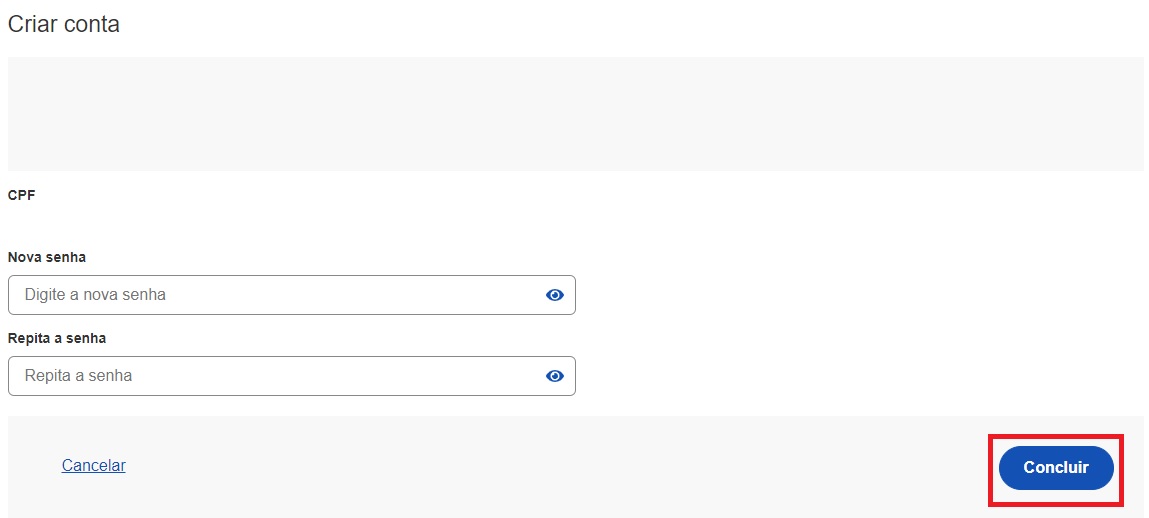 Criar conta
CPF
Nova senha
Digite a nova senha
Repita a senha
Repita a senha
Cancelar
Concluir